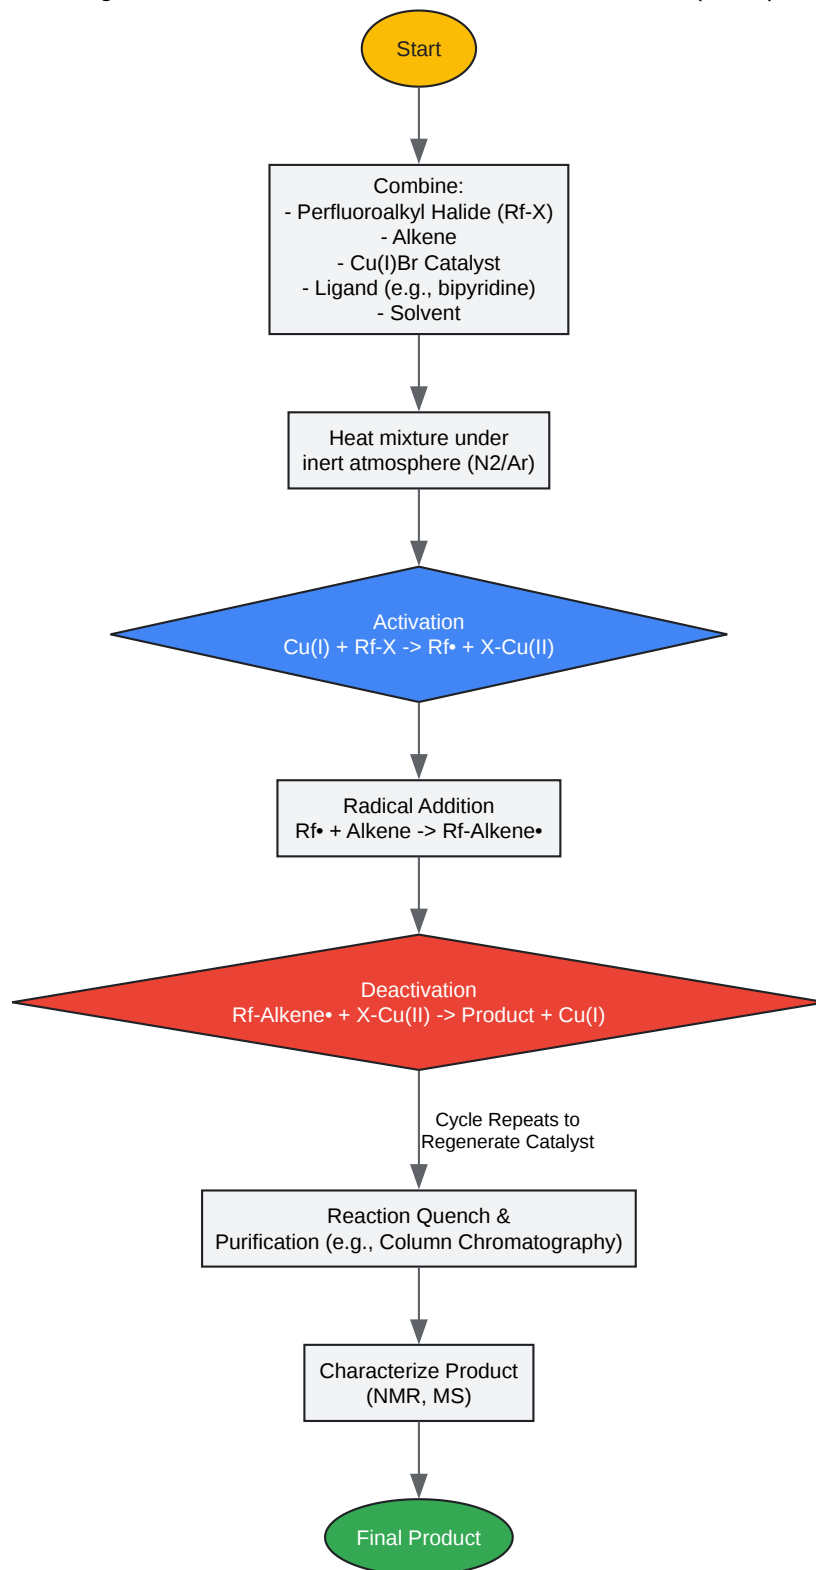 Start
Combine:
- Perfluoroalkyl Halide (Rf-X)
- Alkene
- Cu(I)Br Catalyst
- Ligand (e.g., bipyridine)
- Solvent
Heat mixture under
inert atmosphere (N2/Ar)
Activation
Cu(I) + Rf-X -> Rf• + X-Cu(II)
Radical Addition
Rf• + Alkene -> Rf-Alkene•
Deactivation
Rf-Alkene• + X-Cu(II) -> Product + Cu(I)
Cycle Repeats to
Regenerate Catalyst
Reaction Quench &
Purification (e.g., Column Chromatography)
Characterize Product
(NMR, MS)
Final Product